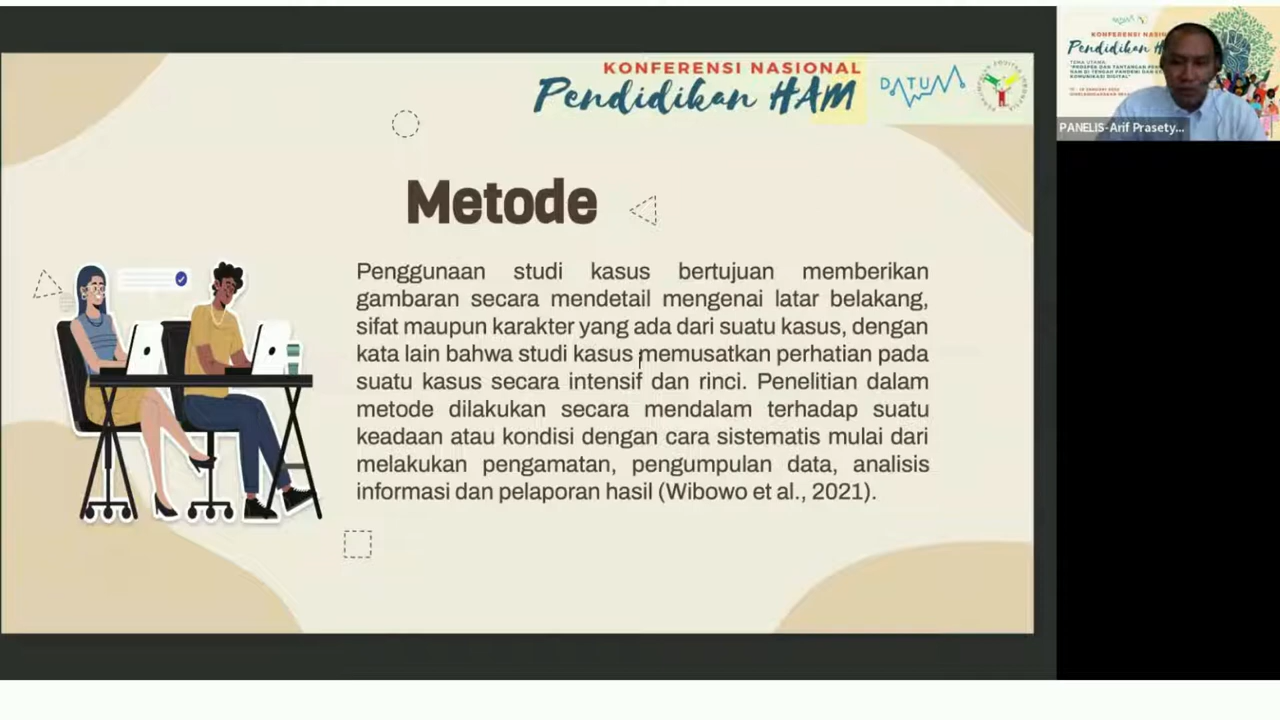 KONFERENSI NASIONAL
Pendidikan HAM
DATUM
Metode
Penggunaan studi kasus bertujuan memberikan
gambaran secara mendetail mengenai latar belakang,
sifat maupun karakter yang ada dari suatu kasus, dengan
kata lain bahwa studi kasus memusatkan perhatian pada
suatu kasus secara intensif dan rinci. Penelitian dalam
metode dilakukan secara mendalam terhadap suatu
keadaan atau kondisi dengan cara sistematis mulai dari
melakukan pengamatan, pengumpulan data, analisis
informasi dan pelaporan hasil (Wibowo et al., 2021).
KONFERENSI
Pendidikan
TEMA UTAMA
PANELIS-Arif Prasety...